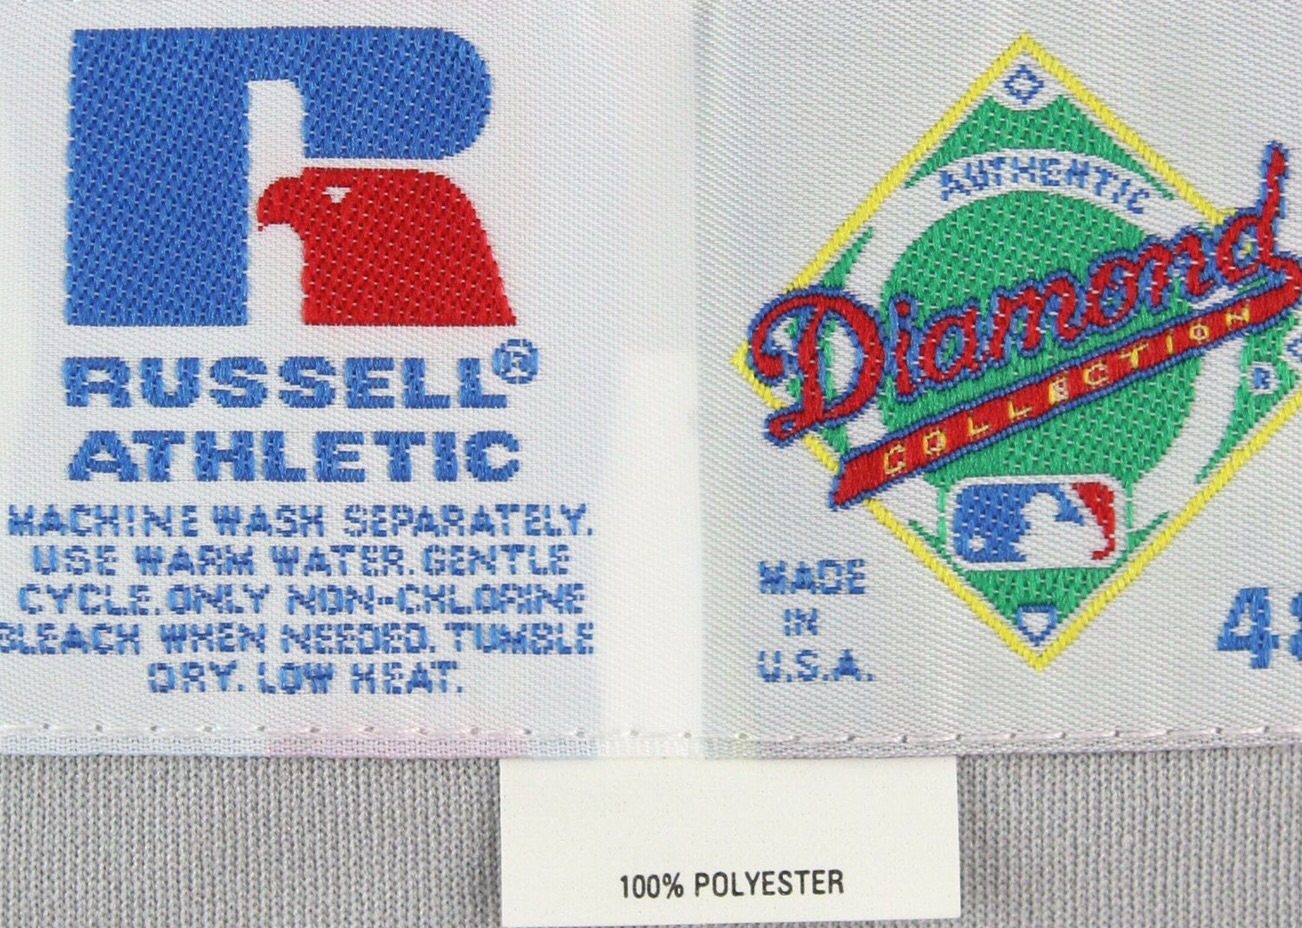 RUSSELL®
ATHLETIC
MACHINE WASH SEPARATELY.
USE WARM WATER. GENTLE
CYCLE. ONLY NON-CHLORINE
BLEACH WHEN NEEDED. TUMBLE
DRY. LOW HEAT.
AUTHENTIC
Diamond
COLLECTION
MADE
IN
U.S.A.
48
100% POLYESTER